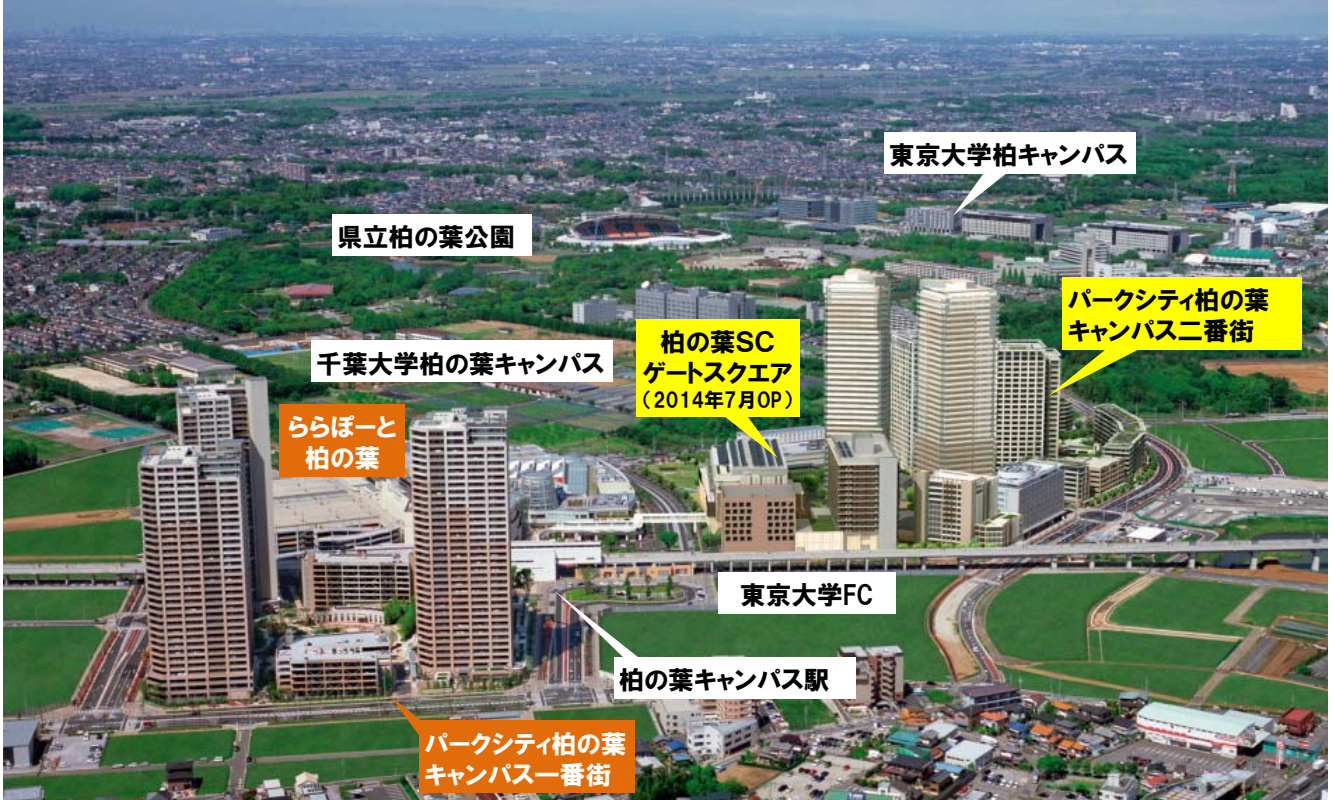 東京大学柏キャンパス
県立柏の葉公園
パークシティ柏の葉
キャンパス二番街
柏の葉SC
ゲートスクエア
（2014年7月OP）
千葉大学柏の葉キャンパス
ららぽーと
柏の葉
東京大学FC
柏の葉キャンパス駅
パークシティ柏の葉
キャンパス一番街